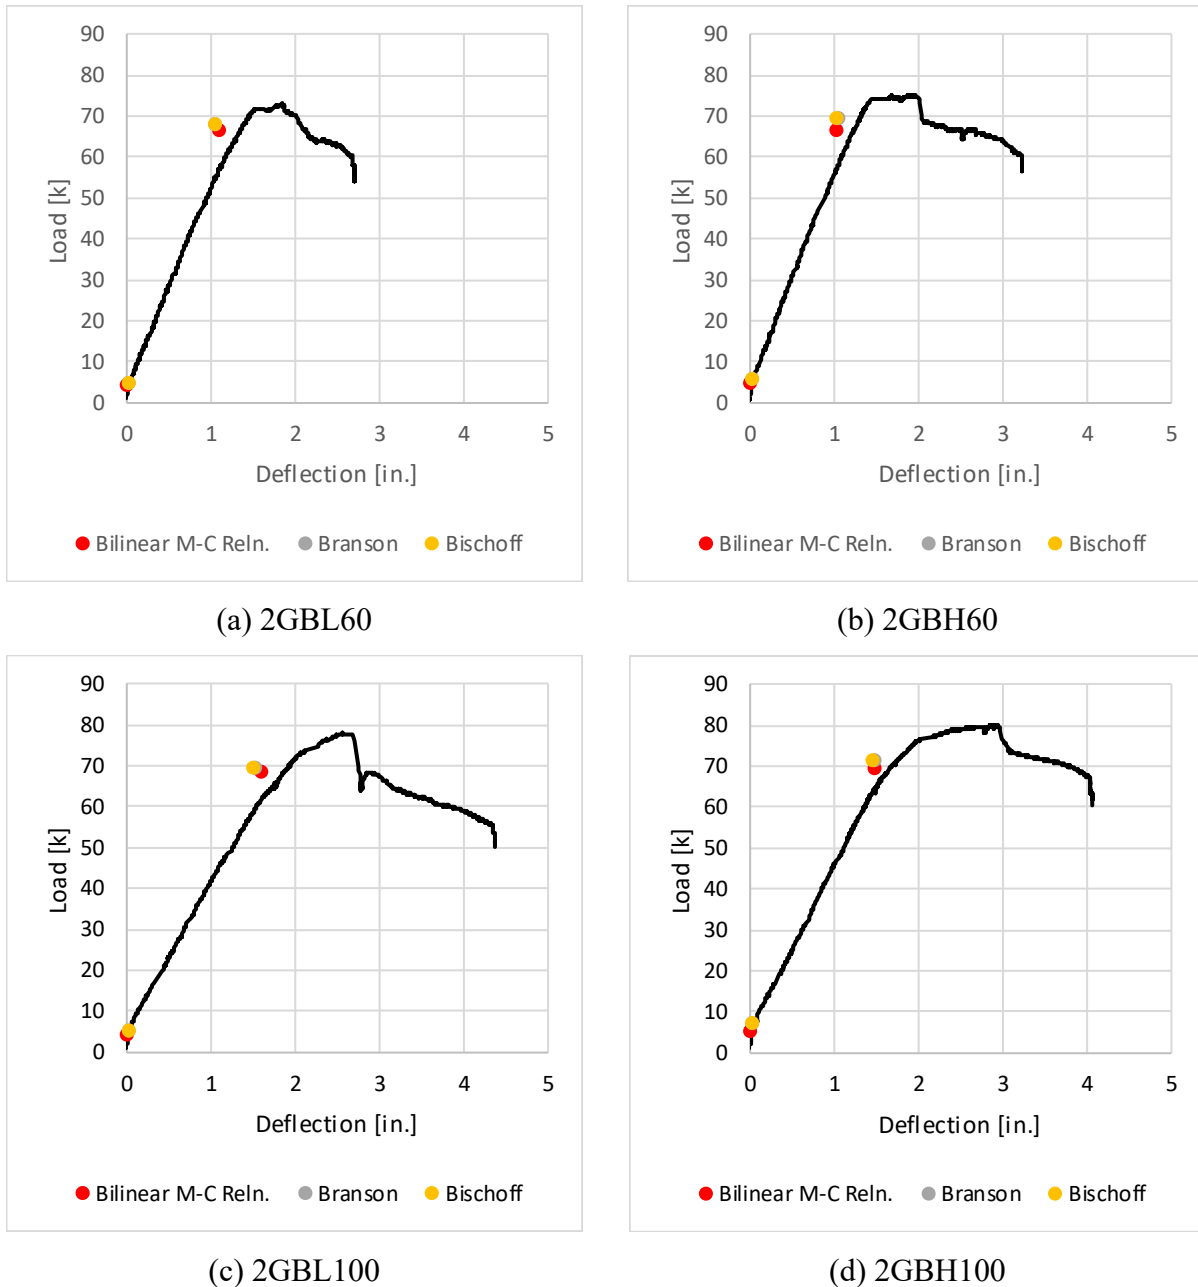 90
80
70
60
50
40
30
20
10
0
Load [k]
0 1 2 3 4 5
Deflection [in.]
Bilinear M-C Reln. Branson Bischoff
(a) 2GBL60
90
80
70
60
50
40
30
20
10
0
Load [k]
0 1 2 3 4 5
Deflection [in.]
Bilinear M-C Reln. Branson Bischoff
(b) 2GBH60
90
80
70
60
50
40
30
20
10
0
Load [k]
0 1 2 3 4 5
Deflection [in.]
Bilinear M-C Reln. Branson Bischoff
(c) 2GBL100
90
80
70
60
50
40
30
20
10
0
Load [k]
0 1 2 3 4 5
Deflection [in.]
Bilinear M-C Reln. Branson Bischoff
(d) 2GBH100